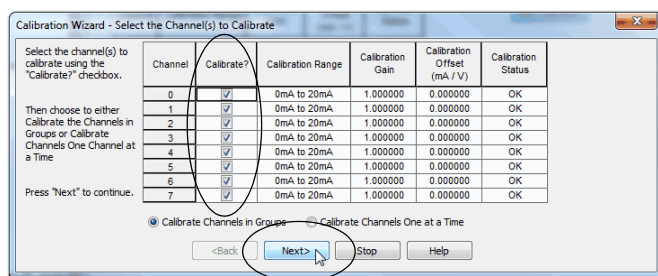 Calibration Wizard - Select the Channel(s) to Calibrate
Select the channel(s) to
calibrate using the
"Calibrate?" checkbox.
Then choose to either
Calibrate the Channels in
Groups or Calibrate
Channels One Channel at
a Time
Press "Next" to continue.
Channel Calibrate? Calibration Range Calibration Gain Calibration Offset (mA / V) Calibration Status
0 0mA to 20mA 1.000000 0.000000 OK
1 0mA to 20mA 1.000000 0.000000 OK
2 0mA to 20mA 1.000000 0.000000 OK
3 0mA to 20mA 1.000000 0.000000 OK
4 0mA to 20mA 1.000000 0.000000 OK
5 0mA to 20mA 1.000000 0.000000 OK
6 0mA to 20mA 1.000000 0.000000 OK
7 0mA to 20mA 1.000000 0.000000 OK
Calibrate Channels in Groups Calibrate Channels One at a Time
<Back Next> Stop Help